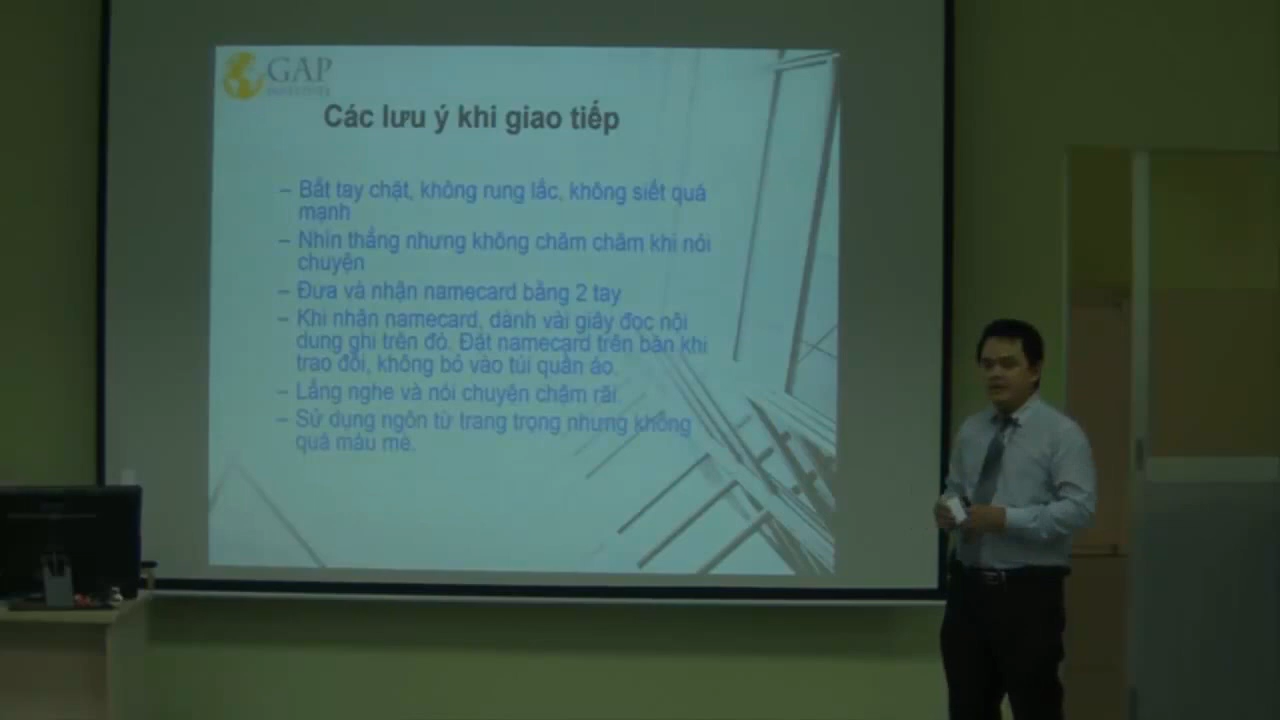 GAP
Các lưu ý khi giao tiếp
– Bắt tay chặt, không rung lắc, không siết quá
mạnh
– Nhìn thẳng nhưng không chăm chăm khi nói
chuyện
– Đưa và nhận namecard bằng 2 tay
– Khi nhận namecard, dành vài giây đọc nội
dung ghi trên đó. Đặt namecard trên bàn khi
trao đổi, không bỏ vào túi quần áo.
– Lắng nghe và nói chuyện chậm rãi.
– Sử dụng ngôn từ trang trọng nhưng không
quá màu mè.